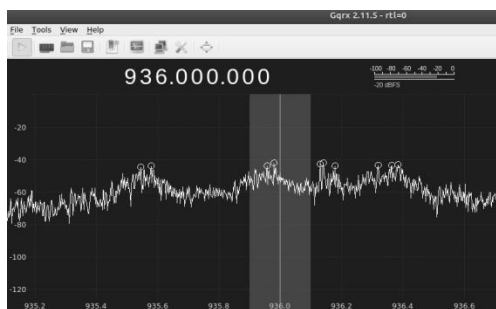 Gqrx 2.11.5 - rtl=0
File Tools View Help
936.000.000
-100 -80 -60 -40 -20 0
-20 dBFS
-20
-40
-60
-80
-100
-120
935.2 935.4 935.6 935.8 936.0 936.2 936.4 936.6